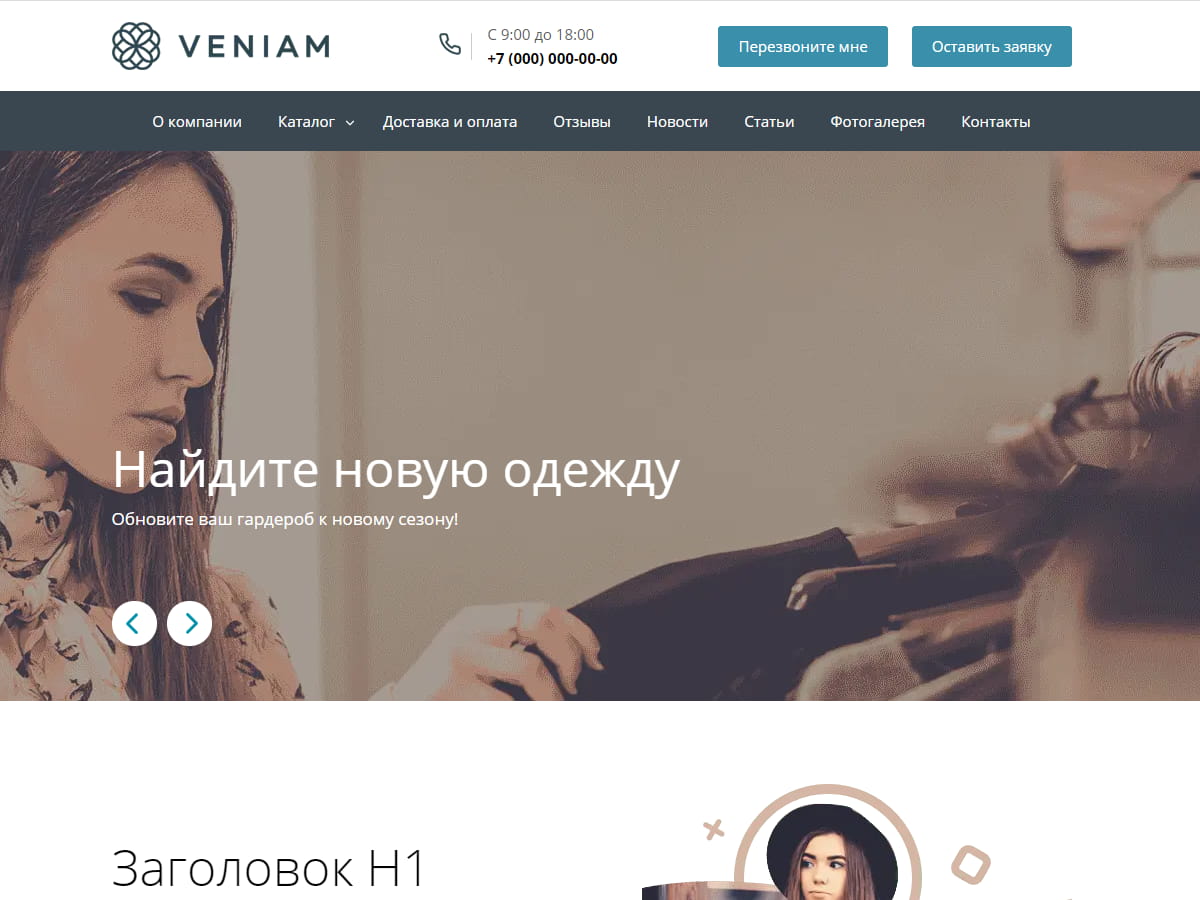 VENIAM
С 9:00 до 18:00
+7 (000) 000-00-00
Перезвоните мне
Оставить заявку
О компании
Каталог
Доставка и оплата
Отзывы
Новости
Статьи
Фотогалерея
Контакты
Найдите новую одежду
Обновите ваш гардероб к новому сезону!
Заголовок H1